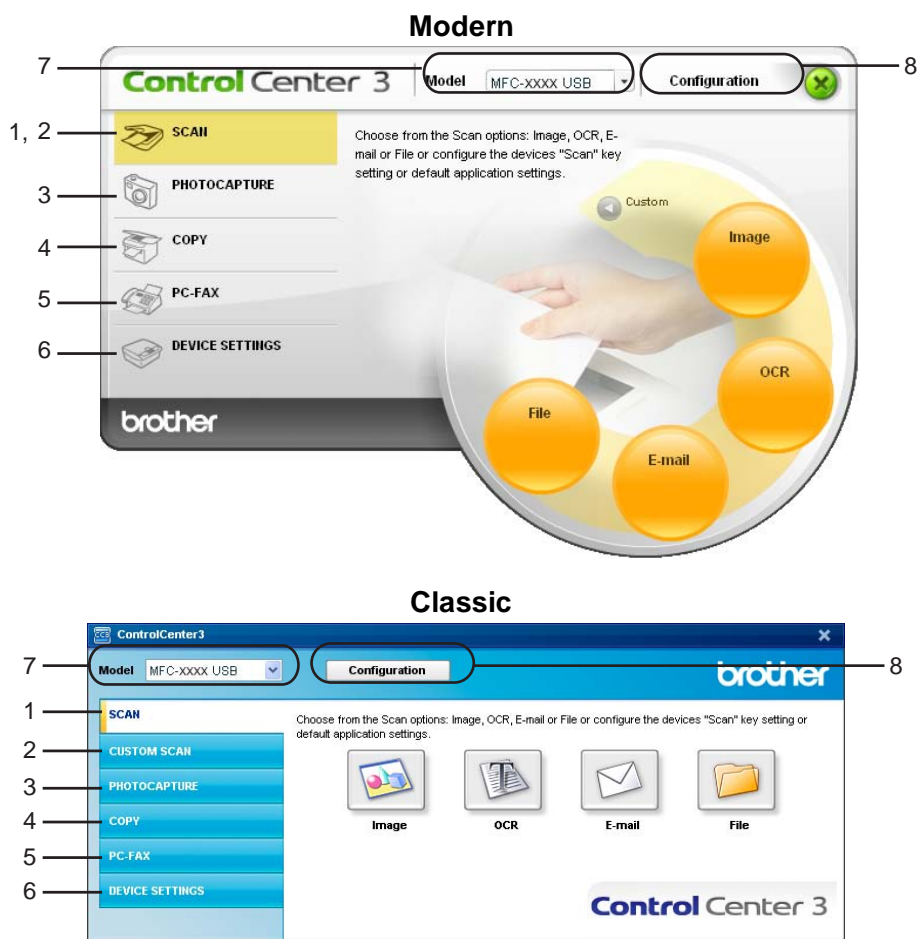 Modern
7
Control Center 3
Model
MFC-XXXX USB
Configuration
8
1, 2
SCAN
3
PHOTOCAPTURE
4
COPY
5
PC-FAX
6
DEVICE SETTINGS
Choose from the Scan options: Image, OCR, E-
mail or File or configure the devices "Scan" key
setting or default application settings.
Custom
Image
OCR
E-mail
File
brother
Classic
CC3
ControlCenter3
7
Model
MFC-XXXX USB
Configuration
brother
8
1
SCAN
2
CUSTOM SCAN
3
PHOTOCAPTURE
4
COPY
5
PC-FAX
6
DEVICE SETTINGS
Choose from the Scan options: Image, OCR, E-mail or File or configure the devices "Scan" key setting or
default application settings.
Image
OCR
E-mail
File
Control Center 3